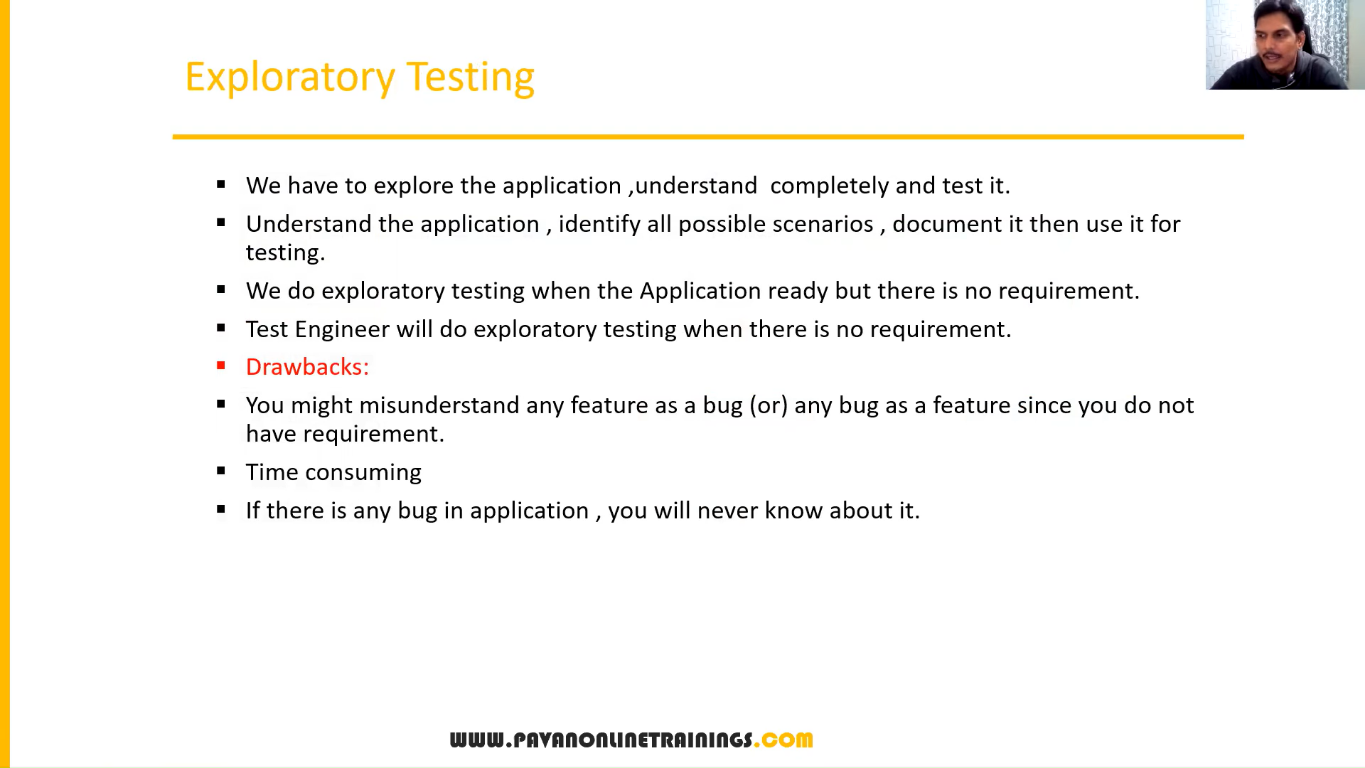 Exploratory Testing
▪ We have to explore the application ,understand  completely and test it.
▪ Understand the application , identify all possible scenarios , document it then use it for
testing.
▪ We do exploratory testing when the Application ready but there is no requirement.
▪ Test Engineer will do exploratory testing when there is no requirement.
▪ Drawbacks:
▪ You might misunderstand any feature as a bug (or) any bug as a feature since you do not
have requirement.
▪ Time consuming
▪ If there is any bug in application , you will never know about it.
WWW.PAVANONLINETRAININGS.COM